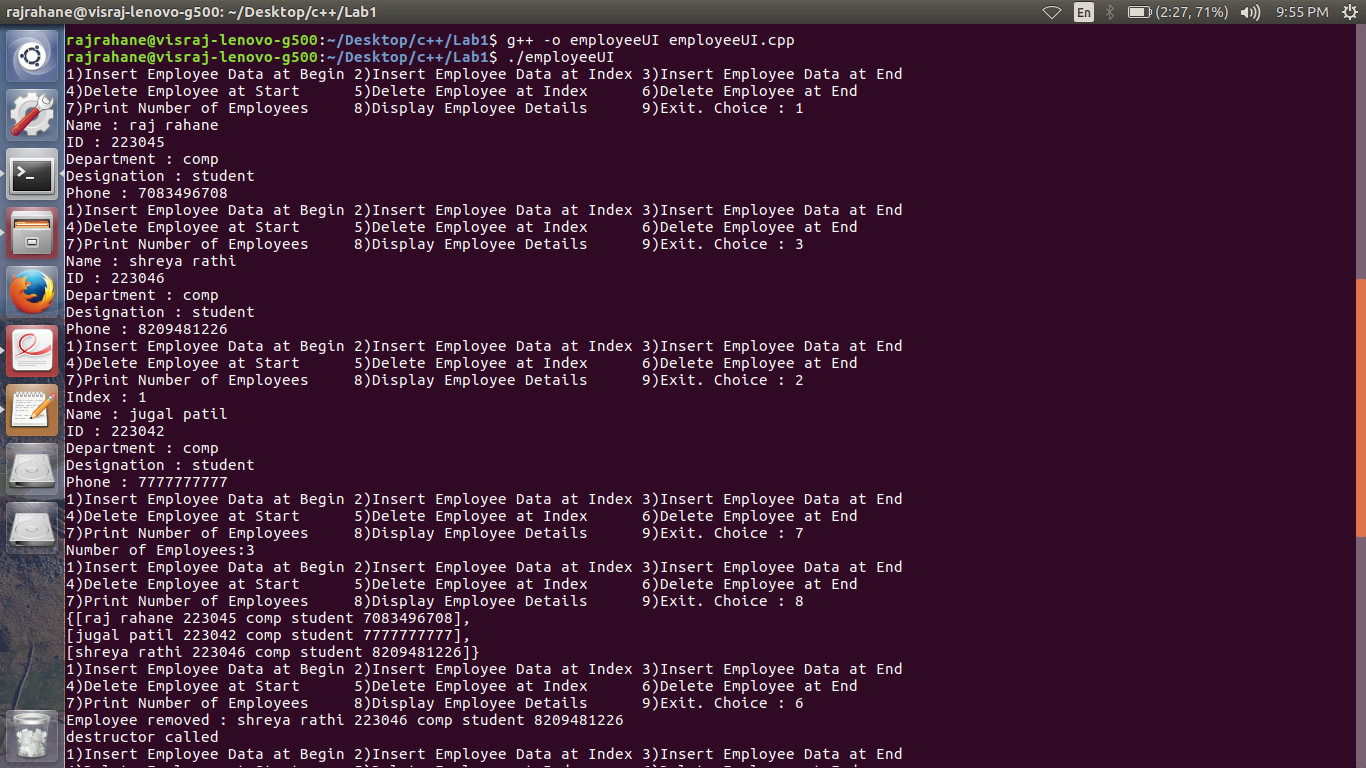 rajrahane@visraj-lenovo-g500: ~/Desktop/c++/Lab1 En (2:27, 71%) 9:55 PM
rajrahane@visraj-lenovo-g500:~/Desktop/c++/Lab1$ g++ -o employeeUI employeeUI.cpp
rajrahane@visraj-lenovo-g500:~/Desktop/c++/Lab1$ ./employeeUI
1)Insert Employee Data at Begin 2)Insert Employee Data at Index 3)Insert Employee Data at End
4)Delete Employee at Start 5)Delete Employee at Index 6)Delete Employee at End
7)Print Number of Employees 8)Display Employee Details 9)Exit. Choice : 1
Name : raj rahane
ID : 223045
Department : comp
Designation : student
Phone : 7083496708
1)Insert Employee Data at Begin 2)Insert Employee Data at Index 3)Insert Employee Data at End
4)Delete Employee at Start 5)Delete Employee at Index 6)Delete Employee at End
7)Print Number of Employees 8)Display Employee Details 9)Exit. Choice : 3
Name : shreya rathi
ID : 223046
Department : comp
Designation : student
Phone : 8209481226
1)Insert Employee Data at Begin 2)Insert Employee Data at Index 3)Insert Employee Data at End
4)Delete Employee at Start 5)Delete Employee at Index 6)Delete Employee at End
7)Print Number of Employees 8)Display Employee Details 9)Exit. Choice : 2
Index : 1
Name : jugal patil
ID : 223042
Department : comp
Designation : student
Phone : 7777777777
1)Insert Employee Data at Begin 2)Insert Employee Data at Index 3)Insert Employee Data at End
4)Delete Employee at Start 5)Delete Employee at Index 6)Delete Employee at End
7)Print Number of Employees 8)Display Employee Details 9)Exit. Choice : 7
Number of Employees:3
1)Insert Employee Data at Begin 2)Insert Employee Data at Index 3)Insert Employee Data at End
4)Delete Employee at Start 5)Delete Employee at Index 6)Delete Employee at End
7)Print Number of Employees 8)Display Employee Details 9)Exit. Choice : 8
{[raj rahane 223045 comp student 7083496708],
[jugal patil 223042 comp student 7777777777],
[shreya rathi 223046 comp student 8209481226]}
1)Insert Employee Data at Begin 2)Insert Employee Data at Index 3)Insert Employee Data at End
4)Delete Employee at Start 5)Delete Employee at Index 6)Delete Employee at End
7)Print Number of Employees 8)Display Employee Details 9)Exit. Choice : 6
Employee removed : shreya rathi 223046 comp student 8209481226
destructor called
1)Insert Employee Data at Begin 2)Insert Employee Data at Index 3)Insert Employee Data at End